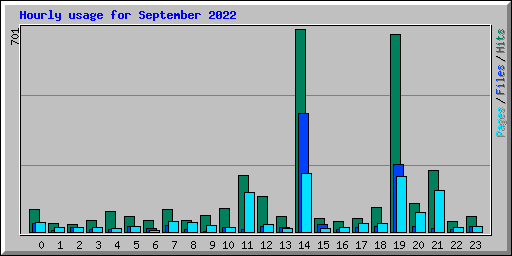 Hourly usage for September 2022
701
Pages/Files/Hits
0 1 2 3 4 5 6 7 8 9 10 11 12 13 14 15 16 17 18 19 20 21 22 23